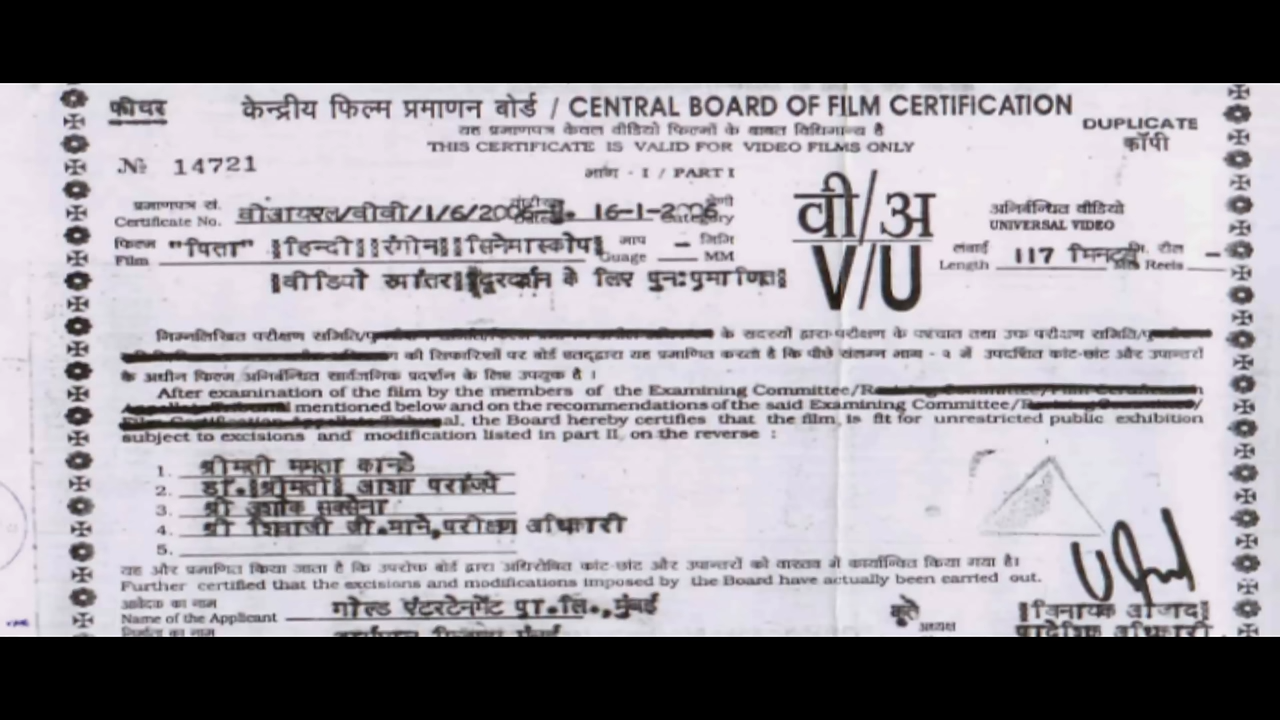 फीचर
केन्द्रीय फिल्म प्रमाणन बोर्ड / CENTRAL BOARD OF FILM CERTIFICATION
यह प्रमाणपत्र केवल वीडियो फिल्मों के बाबत विधिमान्य है
THIS CERTIFICATE IS VALID FOR VIDEO FILMS ONLY
DUPLICATE
कॉपी
№ 14721
भाग - I / PART I
प्रमाणपत्र सं.
Certificate No. वीआयएल/वीवी/1/6/2006 16-1-2006 श्रेणी
Category
वी/अ
V/U
अनिर्बन्धित वीडियो
UNIVERSAL VIDEO
फिल्म "पिता" (हिन्दी)(रंगीन)(सिनेमास्कोप) माप – मिमि
Film Guage MM
लंबाई 117 मिनट्स रील –
Length Reels
(वीडियो रूपांतर)(दूरदर्शन के लिए पुनःप्रमाणित)
निम्नलिखित परीक्षण समिति/ के सदस्यों द्वारा परीक्षण के पश्चात तथा उक्त परीक्षण समिति/
की सिफारिशों पर बोर्ड एतद्द्वारा यह प्रमाणित करता है कि पीछे संलग्न भाग - २ में उपदर्शित कांट-छांट और उपान्तरों
के अधीन फिल्म अनिर्बन्धित सार्वजनिक प्रदर्शन के लिए उपयुक्त है ।
After examination of the film by the members of the Examining Committee/
mentioned below and on the recommendations of the said Examining Committee/
the Board hereby certifies that the film, is fit for unrestricted public exhibition
subject to excisions and modification listed in part II, on the reverse :
1. श्रीमती ममता कानडे
2. डॉ.(श्रीमती) आशा परांजपे
3. श्री अशोक सक्सेना
4. श्री शिवाजी जी.माने,परीक्षण अधिकारी
5.
यह और प्रमाणित किया जाता है कि उपरोक्त बोर्ड द्वारा अधिरोपित कांट-छांट और उपान्तरों को वास्तव में कार्यान्वित किया गया है।
Further certified that the excisions and modifications imposed by the Board have actually been carried out.
आवेदक का नाम
Name of the Applicant गोल्ड एंटरटेनमेंट प्रा.लि.,मुंबई
कृते
अध्यक्ष
(विनायक आजाद)
प्रादेशिक अधिकारी